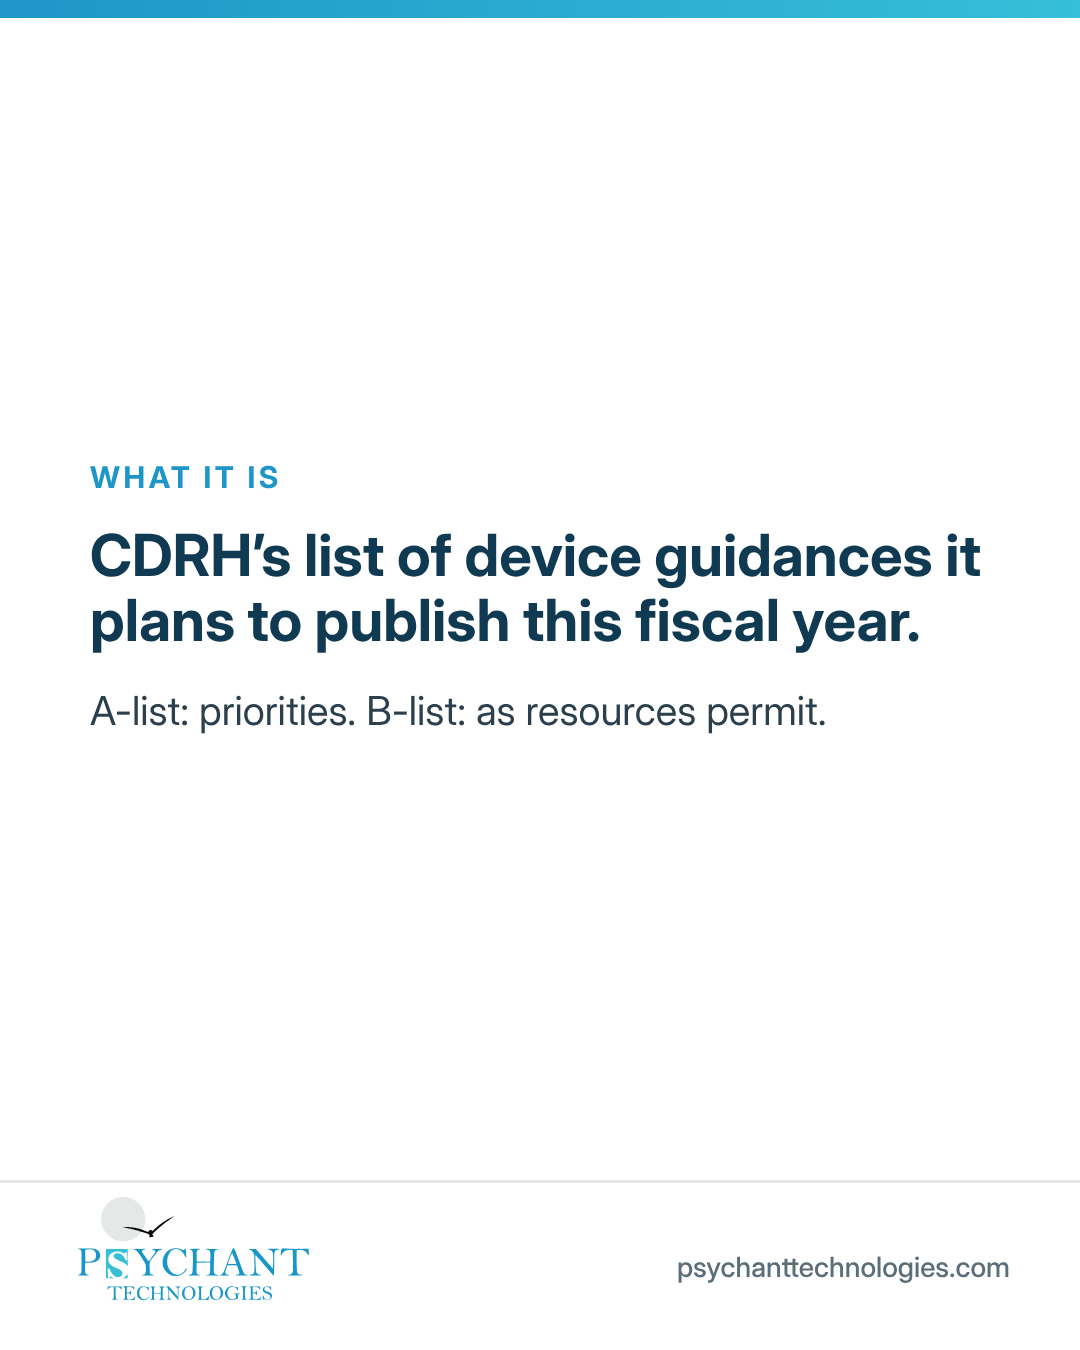 WHAT IT IS
CDRH’s list of device guidances it
plans to publish this fiscal year.
A-list: priorities. B-list: as resources permit.
PSYCHANT
TECHNOLOGIES
psychanttechnologies.com